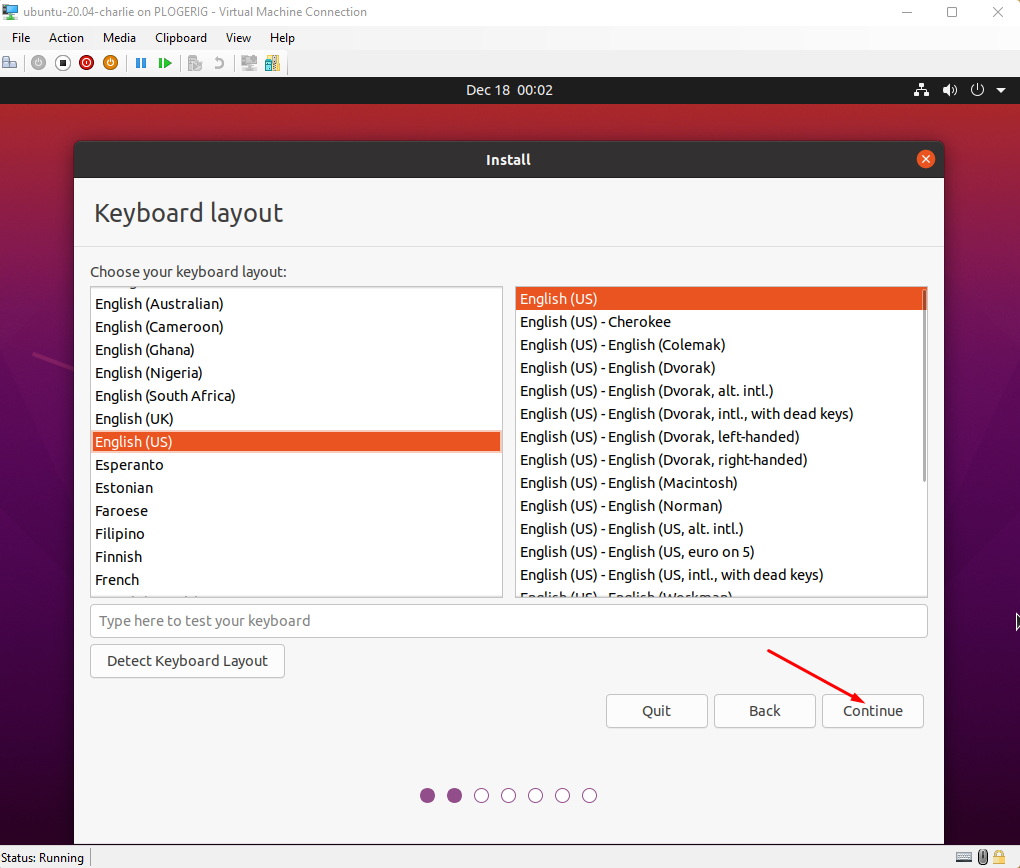 ubuntu-20.04-charlie on PLOGERIG - Virtual Machine Connection
File Action Media Clipboard View Help
Dec 18 00:02
Install
Keyboard layout
Choose your keyboard layout:
English (Australian)
English (Cameroon)
English (Ghana)
English (Nigeria)
English (South Africa)
English (UK)
English (US)
Esperanto
Estonian
Faroese
Filipino
Finnish
French
English (US)
English (US) - Cherokee
English (US) - English (Colemak)
English (US) - English (Dvorak)
English (US) - English (Dvorak, alt. intl.)
English (US) - English (Dvorak, intl., with dead keys)
English (US) - English (Dvorak, left-handed)
English (US) - English (Dvorak, right-handed)
English (US) - English (Macintosh)
English (US) - English (Norman)
English (US) - English (US, alt. intl.)
English (US) - English (US, euro on 5)
English (US) - English (US, intl., with dead keys)
English (US) - English (Workman)
Type here to test your keyboard
Detect Keyboard Layout
Quit
Back
Continue
Status: Running